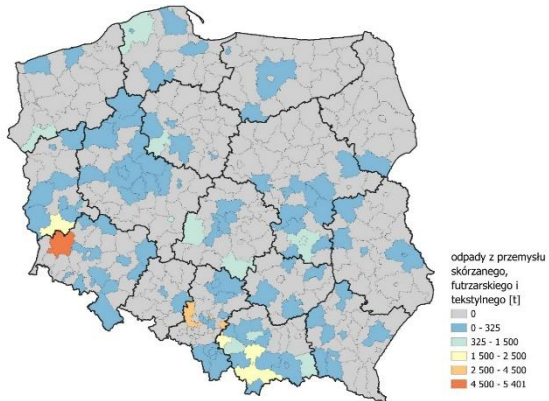 odpady z przemysłu
skórzanego,
futrzarskiego i
tekstylnego [t]
0
0 - 325
325 - 1 500
1 500 - 2 500
2 500 - 4 500
4 500 - 5 401